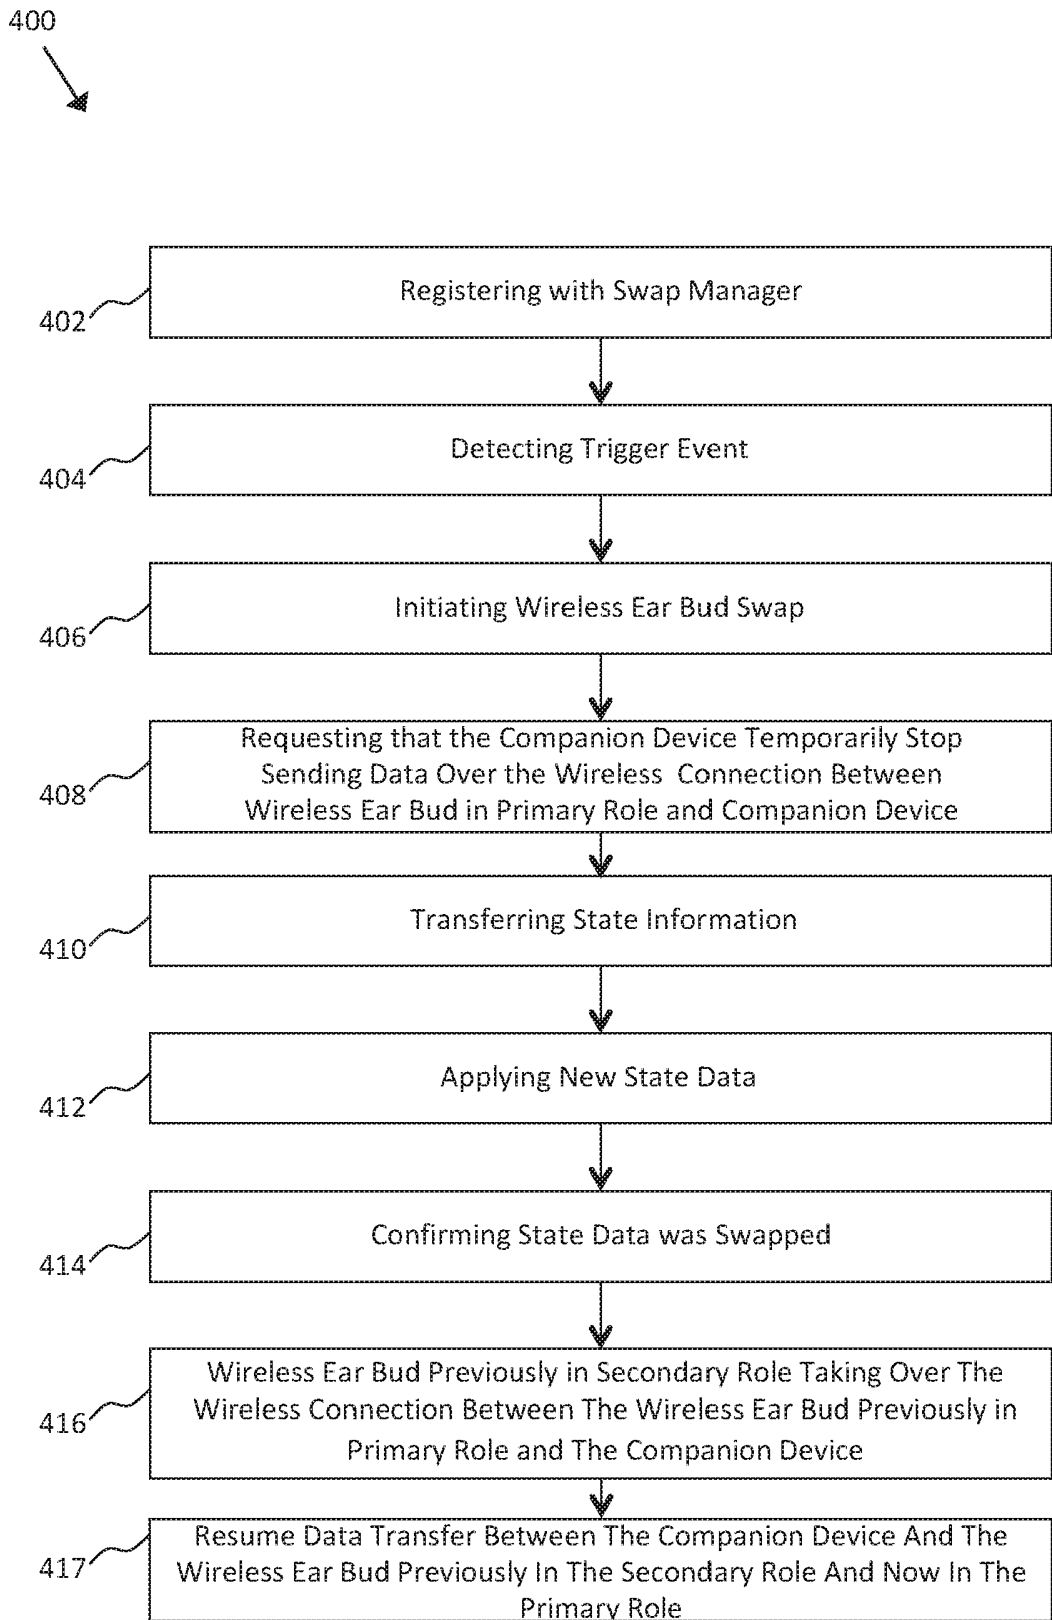 400
Registering with Swap Manager
402
Detecting Trigger Event
404
Initiating Wireless Ear Bud Swap
406
Requesting that the Companion Device Temporarily Stop
Sending Data Over the Wireless Connection Between
Wireless Ear Bud in Primary Role and Companion Device
408
Transferring State Information
410
Applying New State Data
412
Confirming State Data was Swapped
414
Wireless Ear Bud Previously in Secondary Role Taking Over The
Wireless Connection Between The Wireless Ear Bud Previously in
Primary Role and The Companion Device
416
Resume Data Transfer Between The Companion Device And The
Wireless Ear Bud Previously In The Secondary Role And Now In The
Primary Role
417